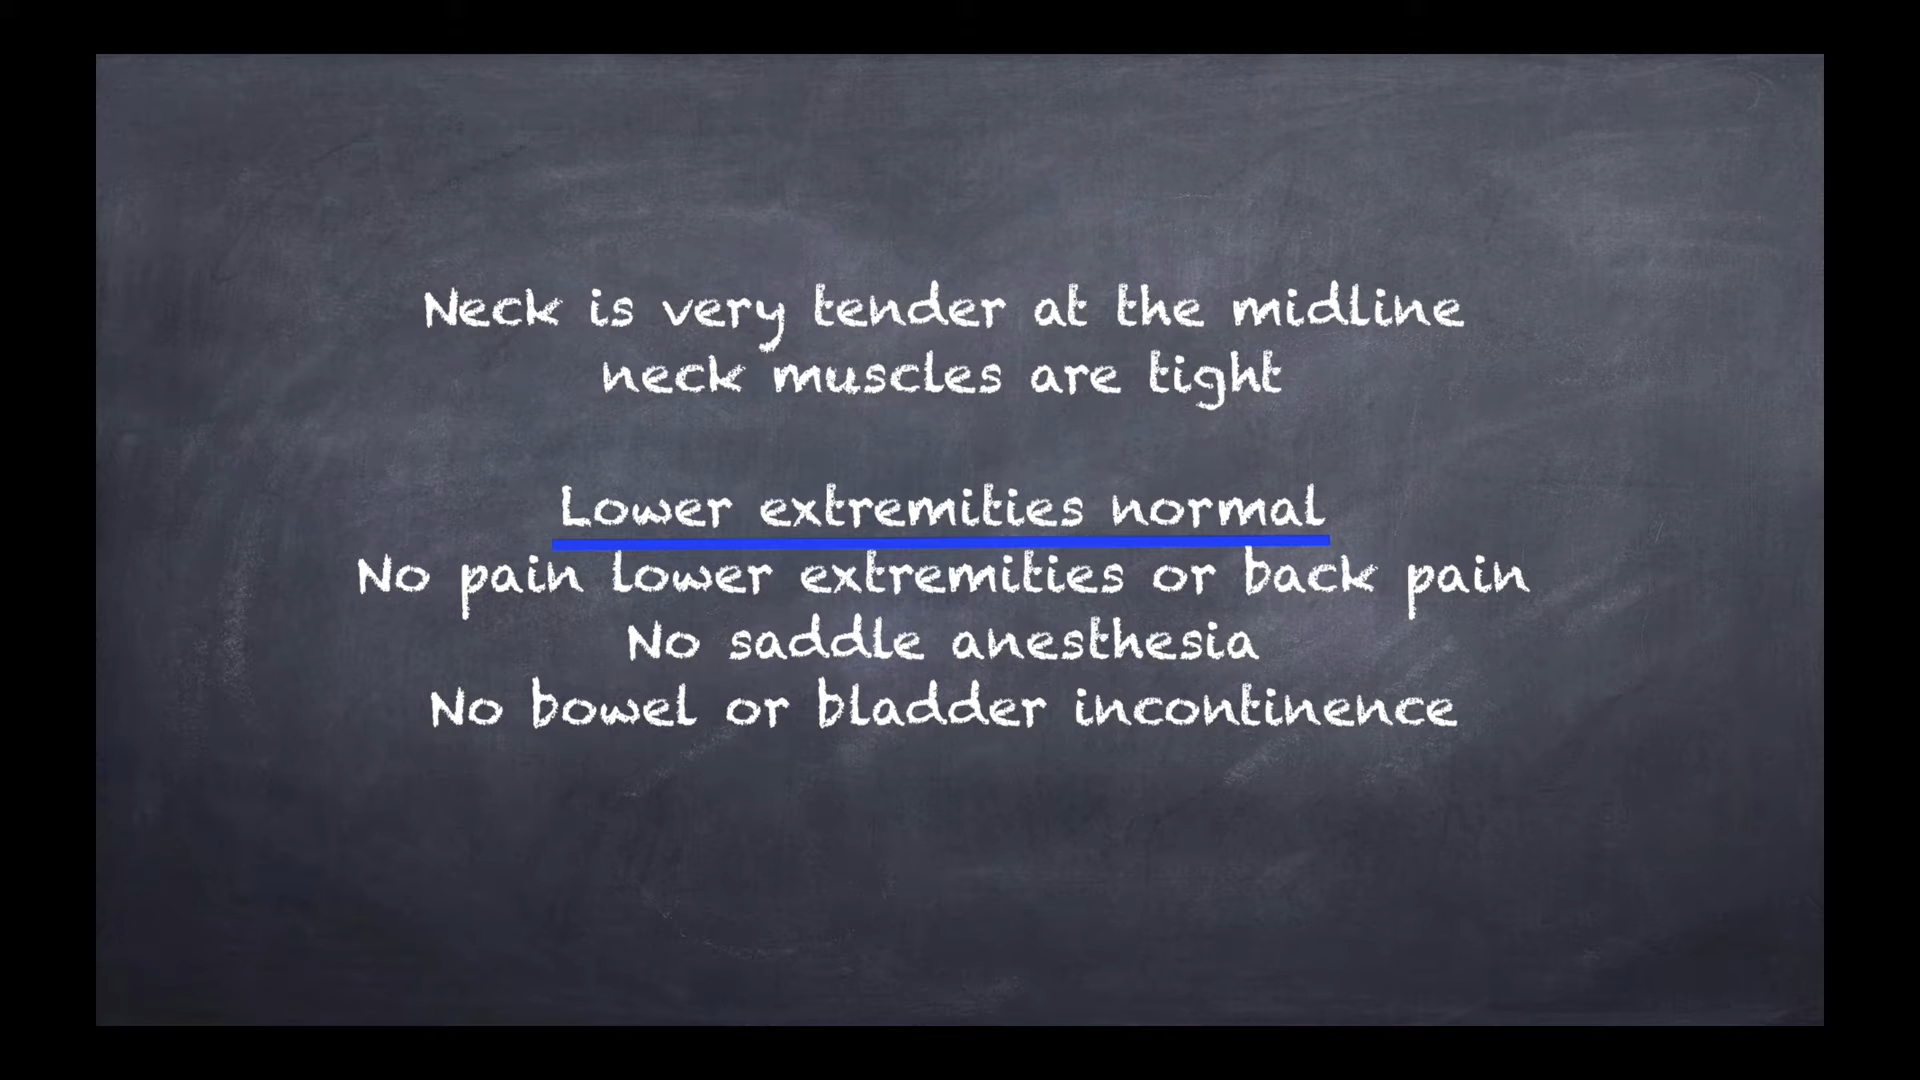 Neck is very tender at the midline
neck muscles are tight
Lower extremities normal
No pain lower extremities or back pain
No saddle anesthesia
No bowel or bladder incontinence